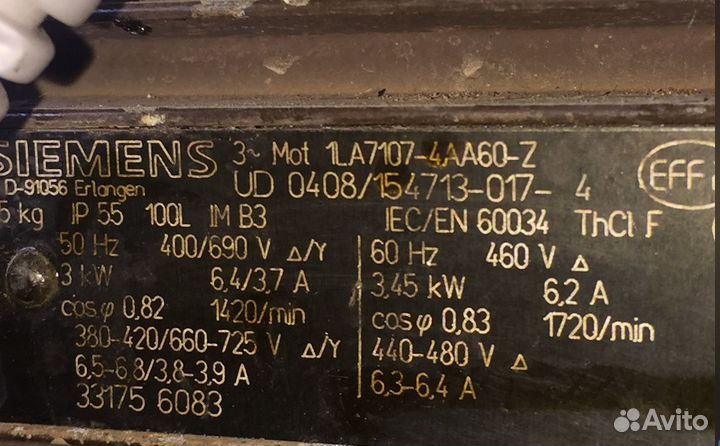 SIEMENS 3~ Mot 1LA7107-4AA60-Z
D-91056 Erlangen UD 0408/154713-017-4
EFF
5 kg IP 55 100L IM B3 IEC/EN 60034 ThCl F
50 Hz 400/690 V Δ/Y
3 kW 6,4/3,7 A
cos φ 0,82 1420/min
380-420/660-725 V Δ/Y
6,5-6,8/3,8-3,9 A
33175 6083
60 Hz 460 V Δ
3,45 kW 6,2 A
cos φ 0,83 1720/min
440-480 V Δ
6,3-6,4 A
Avito